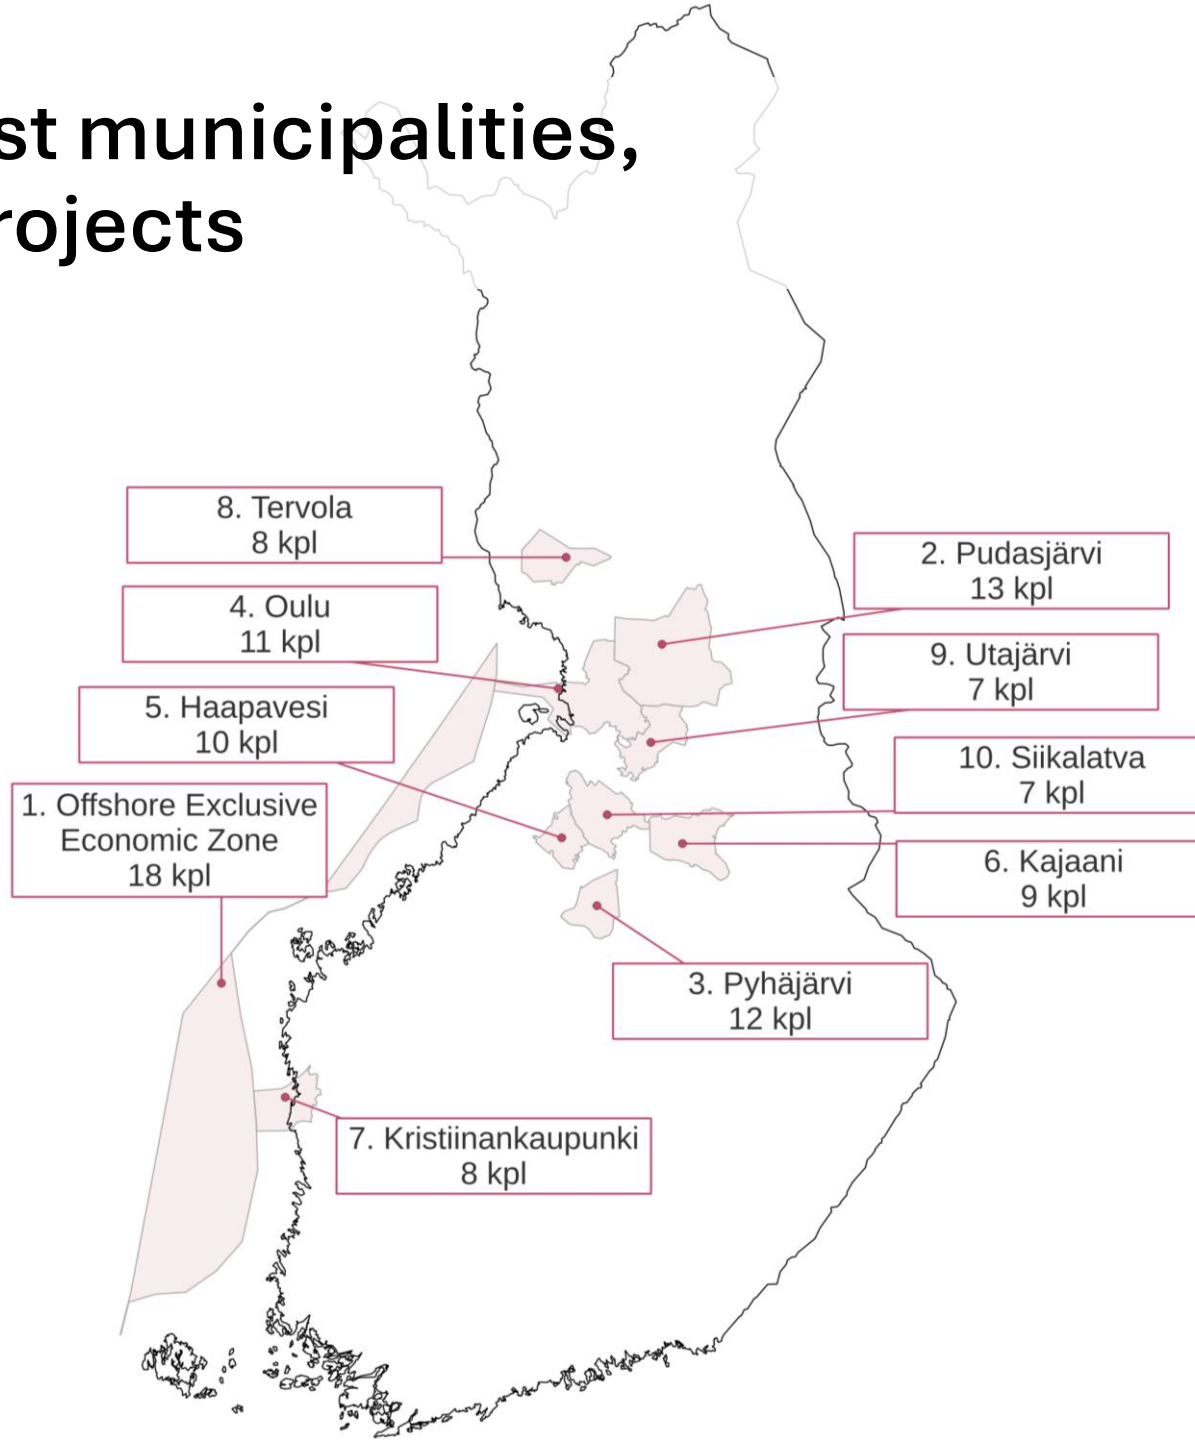 st municipalities,
rojects
8. Tervola
8 kpl
2. Pudasjärvi
13 kpl
4. Oulu
11 kpl
9. Utajärvi
7 kpl
5. Haapavesi
10 kpl
10. Siikalatva
7 kpl
1. Offshore Exclusive
Economic Zone
18 kpl
6. Kajaani
9 kpl
3. Pyhäjärvi
12 kpl
7. Kristiinankaupunki
8 kpl